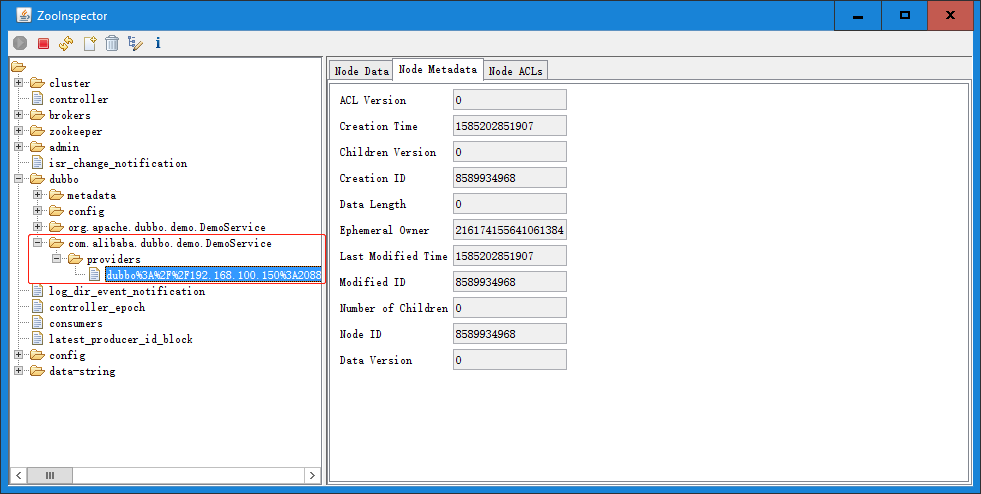 ZooInspector
cluster
controller
brokers
zookeeper
admin
isr_change_notification
dubbo
metadata
config
org.apache.dubbo.demo.DemoService
com.alibaba.dubbo.demo.DemoService
providers
dubbo%3A%2F%2F192.168.100.150%3A2088
log_dir_event_notification
controller_epoch
consumers
latest_producer_id_block
config
data-string
Node Data Node Metadata Node ACLs
ACL Version 0
Creation Time 1585202851907
Children Version 0
Creation ID 8589934968
Data Length 0
Ephemeral Owner 216174155641061384
Last Modified Time 1585202851907
Modified ID 8589934968
Number of Children 0
Node ID 8589934968
Data Version 0